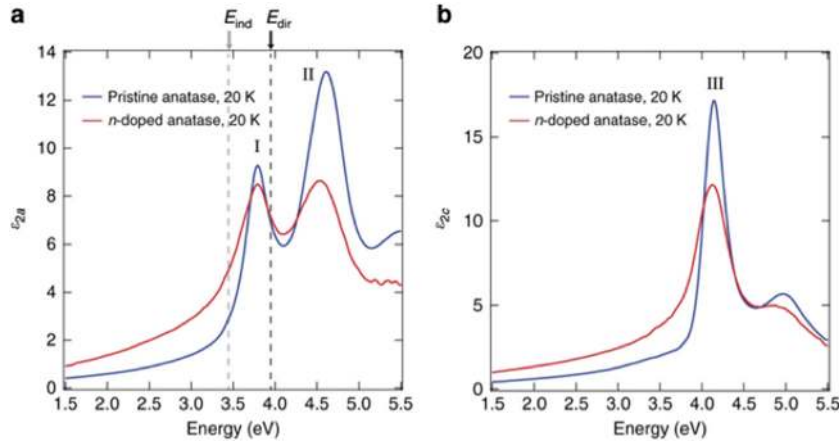 a
E_ind E_dir
14
12
10
8
6
4
2
0
ε_2a
Pristine anatase, 20 K
n-doped anatase, 20 K
I
II
1.5 2.0 2.5 3.0 3.5 4.0 4.5 5.0 5.5
Energy (eV)
b
20
15
10
5
0
ε_2c
Pristine anatase, 20 K
n-doped anatase, 20 K
III
1.5 2.0 2.5 3.0 3.5 4.0 4.5 5.0 5.5
Energy (eV)